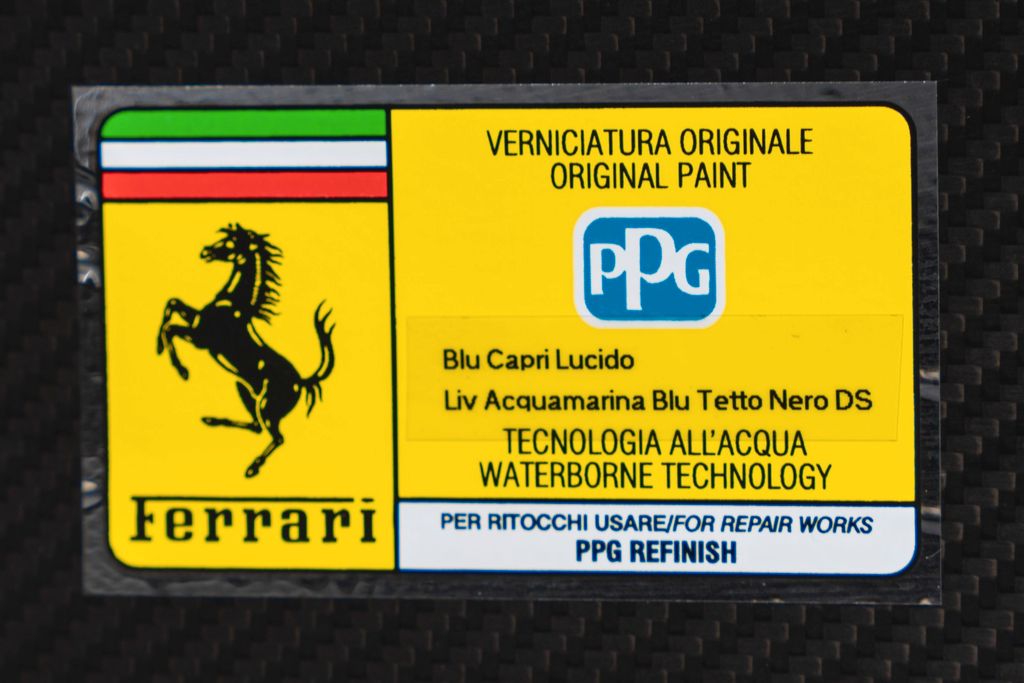 VERNICIATURA ORIGINALE
ORIGINAL PAINT
PPG
Blu Capri Lucido
Liv Acquamarina Blu Tetto Nero DS
TECNOLOGIA ALL'ACQUA
WATERBORNE TECHNOLOGY
Ferrari
PER RITOCCHI USARE/FOR REPAIR WORKS
PPG REFINISH